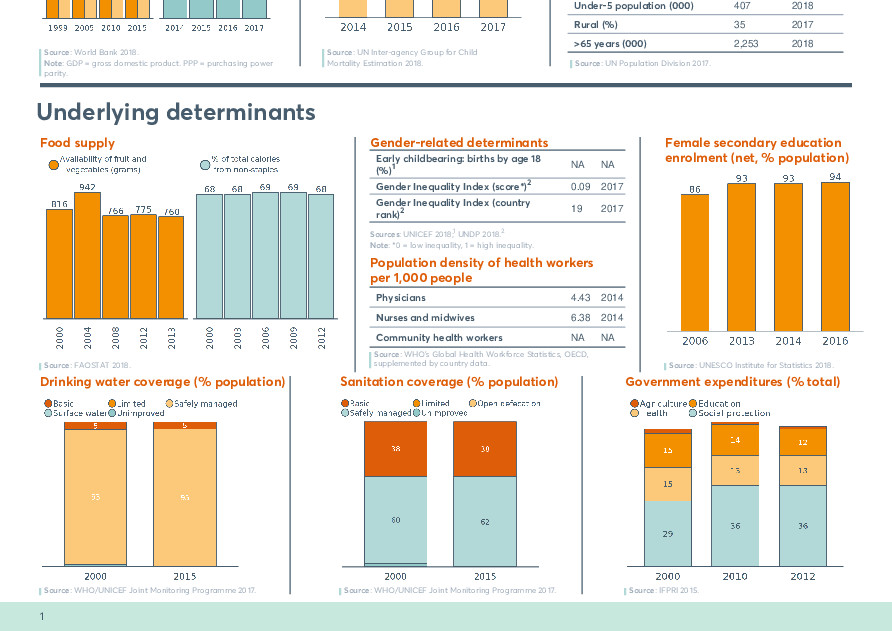 1999 2005 2010 2015
2014 2015 2016 2017
Source: World Bank 2018.
Note: GDP = gross domestic product. PPP = purchasing power
parity.
2014 2015 2016 2017
Source: UN Inter-agency Group for Child
Mortality Estimation 2018.
Under-5 population (000) 407 2018
Rural (%) 35 2017
>65 years (000) 2,253 2018
Source: UN Population Division 2017.
Underlying determinants
Food supply
Availability of fruit and
vegetables (grams)
% of total calories
from non-staples
816 942 766 775 760
68 68 69 69 68
2000 2004 2008 2012 2013
2000 2003 2006 2009 2012
Source: FAOSTAT 2018.
Gender-related determinants
Early childbearing: births by age 18
(%)1 NA NA
Gender Inequality Index (score*)2 0.09 2017
Gender Inequality Index (country
rank)2 19 2017
Sources: UNICEF 2018,1 UNDP 2018.2
Note: *0 = low inequality, 1 = high inequality.
Population density of health workers
per 1,000 people
Physicians 4.43 2014
Nurses and midwives 6.38 2014
Community health workers NA NA
Source: WHO's Global Health Workforce Statistics, OECD,
supplemented by country data.
Female secondary education
enrolment (net, % population)
86 93 93 94
2006 2013 2014 2016
Source: UNESCO Institute for Statistics 2018.
Drinking water coverage (% population)
Basic Limited Safely managed
Surface water Unimproved
5 5
93 95
2000 2015
Source: WHO/UNICEF Joint Monitoring Programme 2017.
Sanitation coverage (% population)
Basic Limited Open defecation
Safely managed Unimproved
38 38
60 62
2000 2015
Source: WHO/UNICEF Joint Monitoring Programme 2017.
Government expenditures (% total)
Agriculture Education
Health Social protection
15 14 12
15 13 13
29 36 36
2000 2010 2012
Source: IFPRI 2015.
1